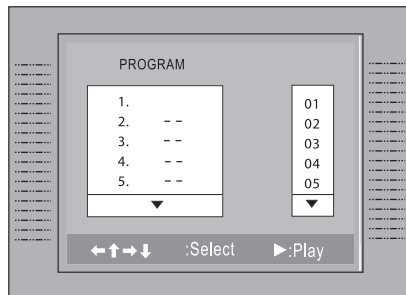 PROGRAM
1.
2. – –
3. – –
4. – –
5. – –
01
02
03
04
05
:Select
:Play